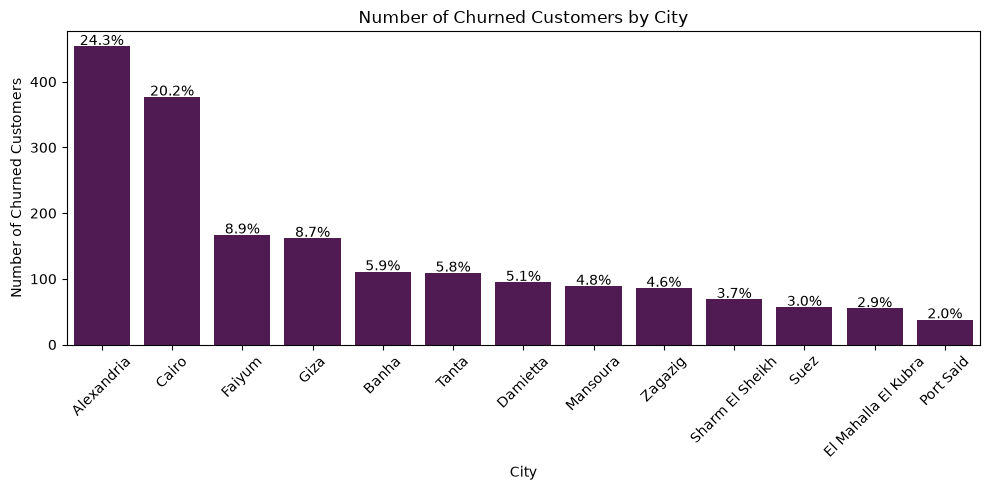 Number of Churned Customers by City
Number of Churned Customers
400
300
200
100
0
24.3%
20.2%
8.9%
8.7%
5.9%
5.8%
5.1%
4.8%
4.6%
3.7%
3.0%
2.9%
2.0%
Alexandria
Cairo
Faiyum
Giza
Banha
Tanta
Damietta
Mansoura
Zagazig
Sharm El Sheikh
Suez
El Mahalla El Kubra
Port Said
City